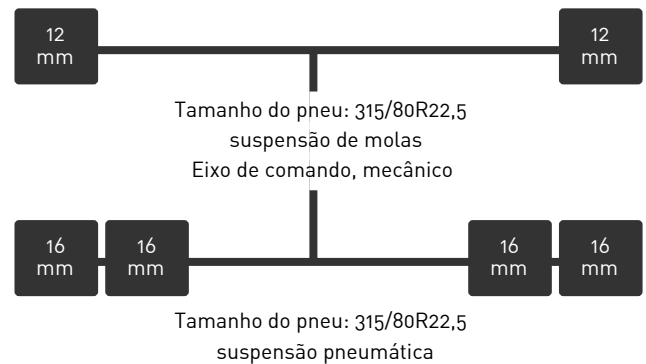 12
mm
12
mm
Tamanho do pneu: 315/80R22,5
suspensão de molas
Eixo de comando, mecânico
16
mm
16
mm
16
mm
16
mm
Tamanho do pneu: 315/80R22,5
suspensão pneumática